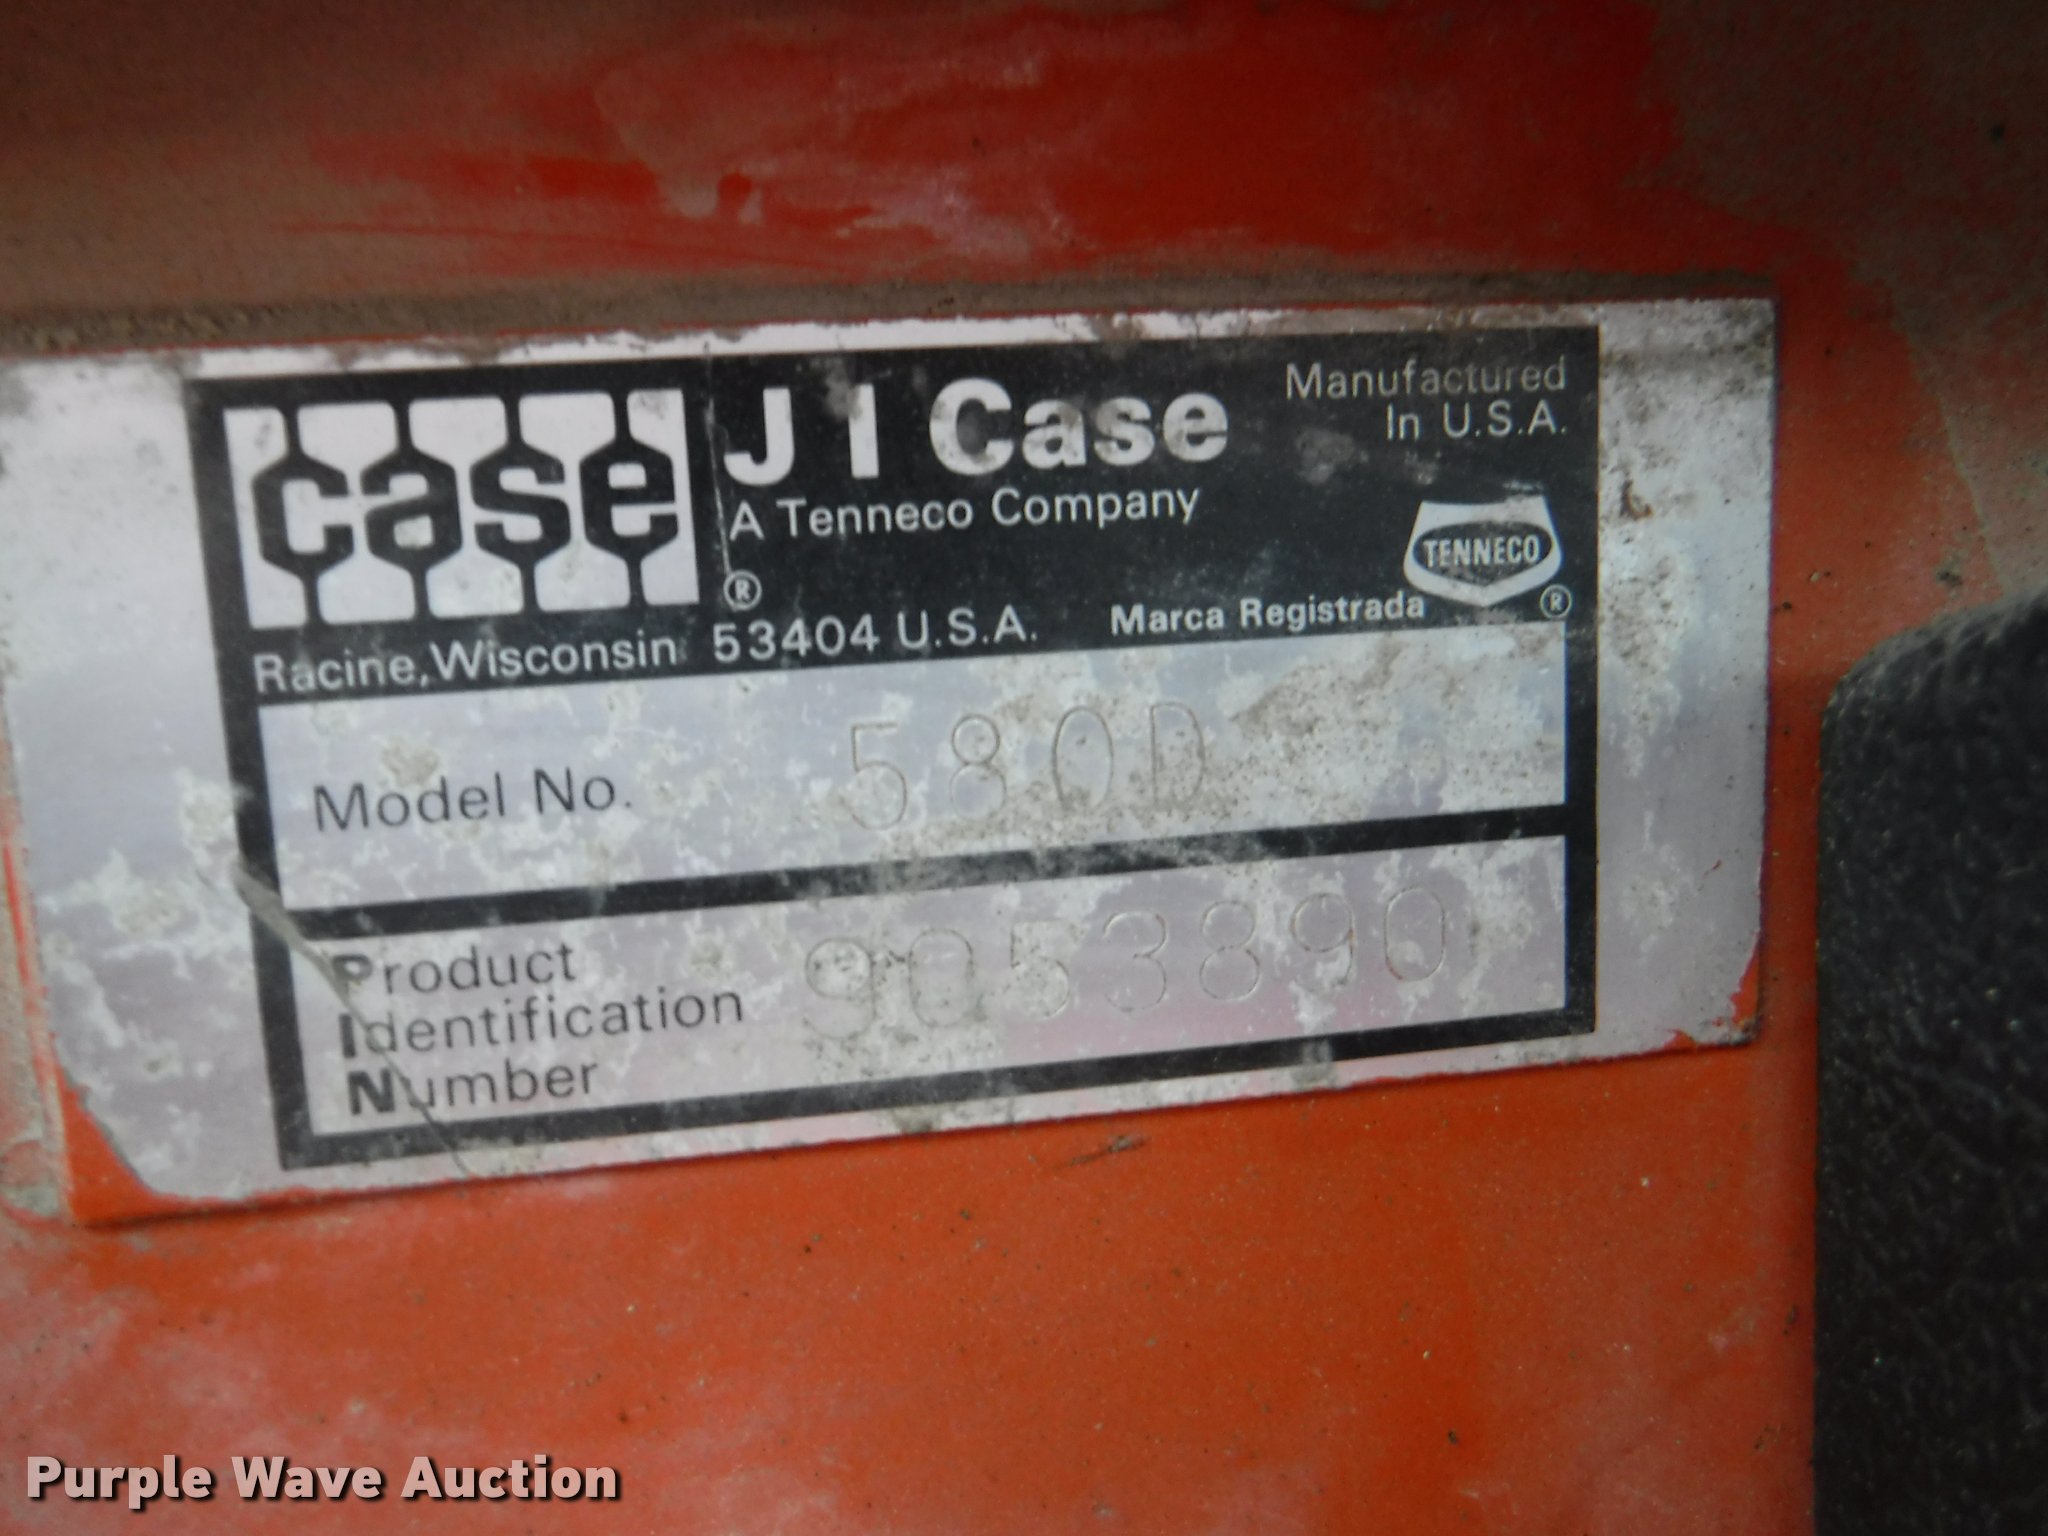 case
J I Case
Manufactured
In U.S.A.
A Tenneco Company
TENNECO
®
®
Racine, Wisconsin 53404 U.S.A.
Marca Registrada
Model No. 580D
Product
Identification
Number
9053890
Purple Wave Auction